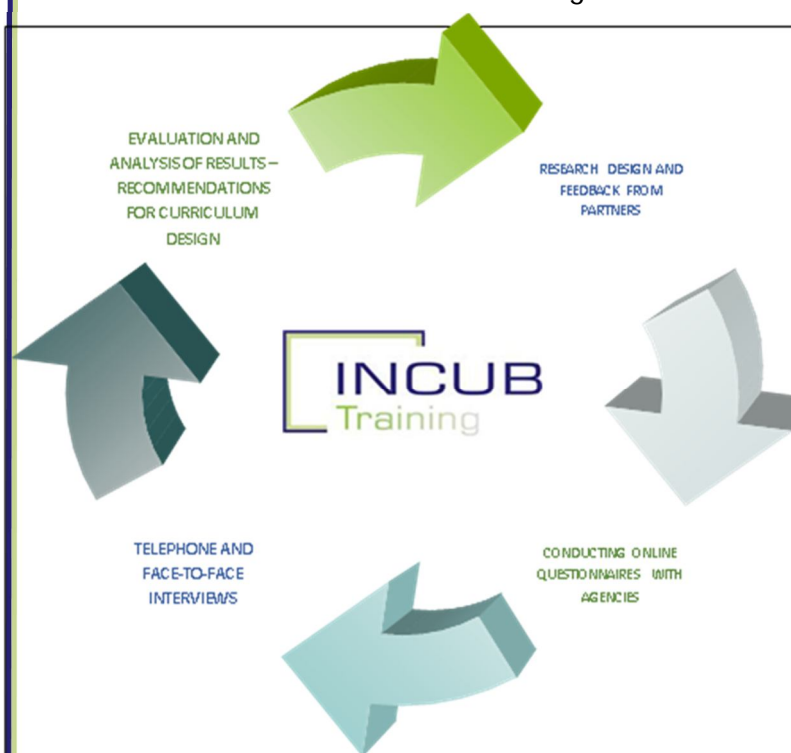 EVALUATION AND
ANALYSIS OF RESULTS –
RECOMMENDATIONS
FOR CURRICULUM
DESIGN
RESEARCH DESIGN AND
FEEDBACK FROM
PARTNERS
INCUB
Training
TELEPHONE AND
FACE-TO-FACE
INTERVIEWS
CONDUCTING ONLINE
QUESTIONNAIRES WITH
AGENCIES